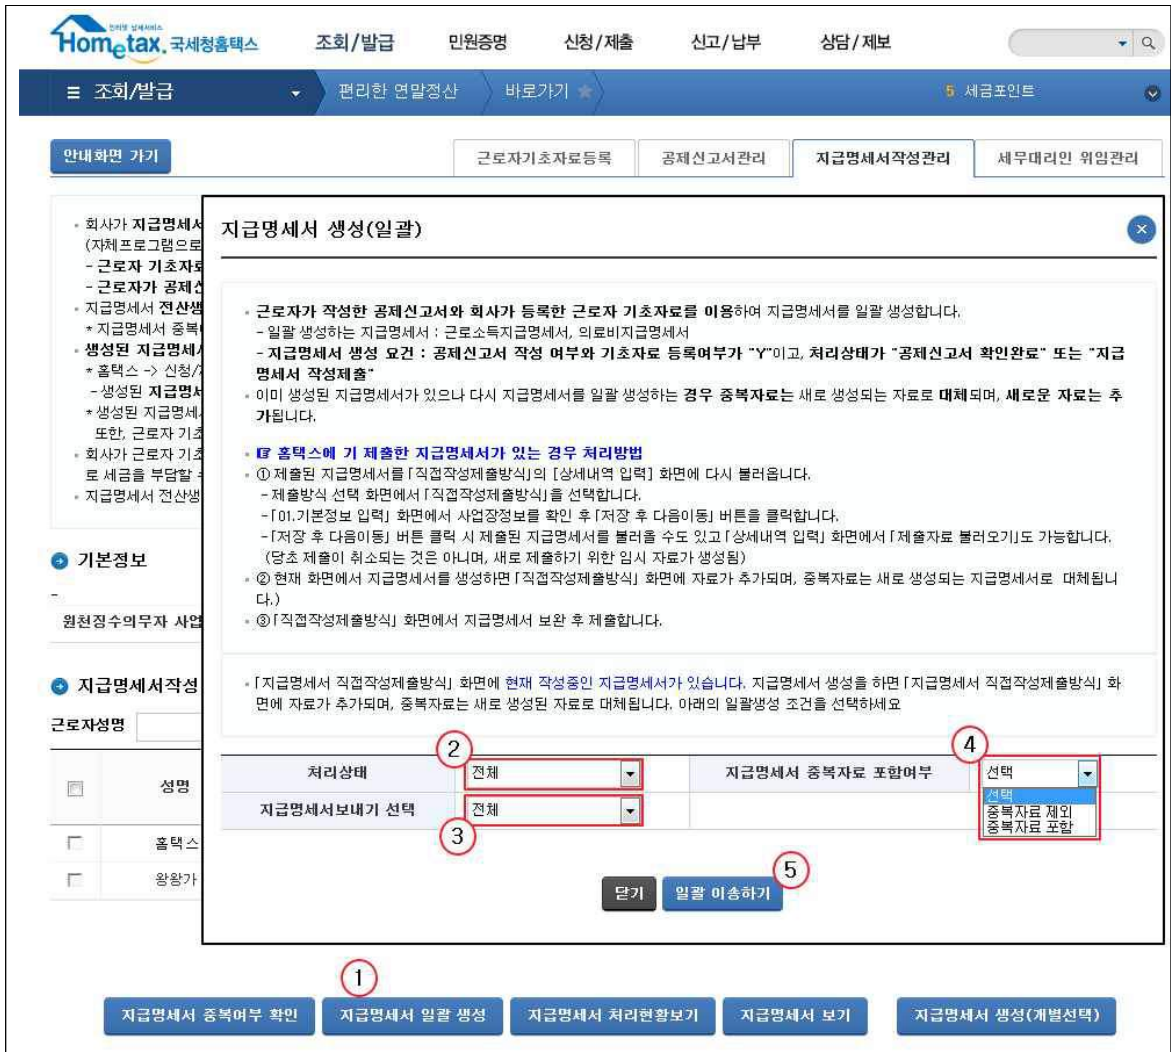 인터넷 납세서비스
Hometax. 국세청홈택스
조회/발급 민원증명 신청/제출 신고/납부 상담/제보
≡ 조회/발급 편리한 연말정산 바로가기 ★ 5 세금포인트
안내화면 가기 근로자기초자료등록 공제신고서관리 지급명세서작성관리 세무대리인 위임관리
• 회사가 지급명세서
(자체프로그램으로
- 근로자 기초자료
- 근로자가 공제신
• 지급명세서 전산생
* 지급명세서 중복
• 생성된 지급명세
* 홈택스 -> 신청/
- 생성된 지급명세
* 생성된 지급명세
또한, 근로자 기초
• 회사가 근로자 기초
로 세금을 부담할
• 지급명세서 전산생
기본정보
-
원천징수의무자 사업
지급명세서작성
근로자성명
성명
홈택스
왕왕가
지급명세서 생성(일괄)
• 근로자가 작성한 공제신고서와 회사가 등록한 근로자 기초자료를 이용하여 지급명세서를 일괄 생성합니다.
- 일괄 생성하는 지급명세서 : 근로소득지급명세서, 의료비지급명세서
- 지급명세서 생성 요건 : 공제신고서 작성 여부와 기초자료 등록여부가 "Y"이고, 처리상태가 "공제신고서 확인완료" 또는 "지급
명세서 작성제출"
• 이미 생성된 지급명세서가 있으나 다시 지급명세서를 일괄 생성하는 경우 중복자료는 새로 생성되는 자료로 대체되며, 새로운 자료는 추
가됩니다.
• ☞ 홈택스에 기 제출한 지급명세서가 있는 경우 처리방법
• ① 제출된 지급명세서를 「직접작성제출방식」의 [상세내역 입력] 화면에 다시 불러옵니다.
- 제출방식 선택 화면에서 「직접작성제출방식」을 선택합니다.
-「01.기본정보 입력」 화면에서 사업장정보를 확인 후 「저장 후 다음이동」 버튼을 클릭합니다.
-「저장 후 다음이동」 버튼 클릭 시 제출된 지급명세서를 불러올 수도 있고 「상세내역 입력」 화면에서 「제출자료 불러오기」도 가능합니다.
(당초 제출이 취소되는 것은 아니며, 새로 제출하기 위한 임시 자료가 생성됨)
• ② 현재 화면에서 지급명세서를 생성하면 「직접작성제출방식」 화면에 자료가 추가되며, 중복자료는 새로 생성되는 지급명세서로 대체됩니
다.)
• ③「직접작성제출방식」 화면에서 지급명세서 보완 후 제출합니다.
•「지급명세서 직접작성제출방식」 화면에 현재 작성중인 지급명세서가 있습니다. 지급명세서 생성을 하면 「지급명세서 직접작성제출방식」 화
면에 자료가 추가되며, 중복자료는 새로 생성된 자료로 대체됩니다. 아래의 일괄생성 조건을 선택하세요
2 4
처리상태 전체 지급명세서 중복자료 포함여부 선택
선택
중복자료 제외
중복자료 포함
지급명세서보내기 선택 전체
3
닫기 일괄 이송하기 5
1
지급명세서 중복여부 확인 지급명세서 일괄 생성 지급명세서 처리현황보기 지급명세서 보기 지급명세서 생성(개별선택)